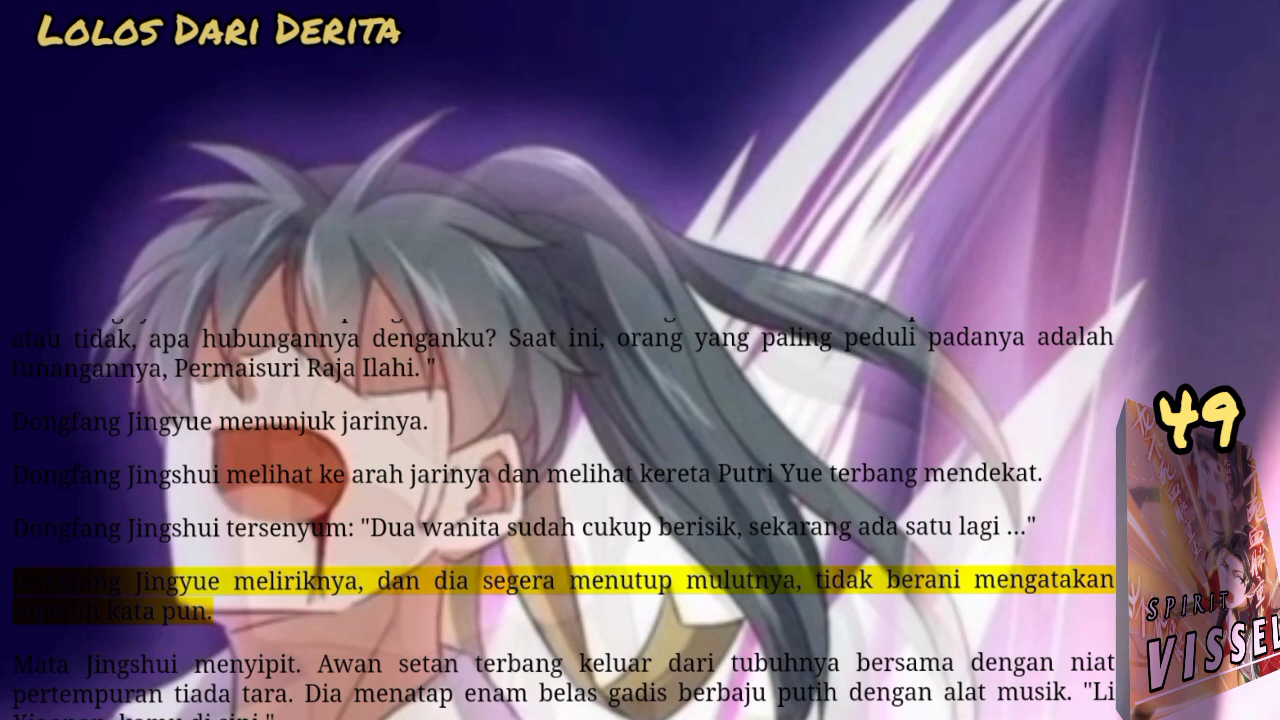 Lolos Dari Derita
atau tidak, apa hubungannya denganku? Saat ini, orang yang paling peduli padanya adalah
tunangannya, Permaisuri Raja Ilahi. "
Dongfang Jingyue menunjuk jarinya.
Dongfang Jingshui melihat ke arah jarinya dan melihat kereta Putri Yue terbang mendekat.
Dongfang Jingshui tersenyum: "Dua wanita sudah cukup berisik, sekarang ada satu lagi ..."
Dongfang Jingyue meliriknya, dan dia segera menutup mulutnya, tidak berani mengatakan
sepatah kata pun.
Mata Jingshui menyipit. Awan setan terbang keluar dari tubuhnya bersama dengan niat
pertempuran tiada tara. Dia menatap enam belas gadis berbaju putih dengan alat musik. "Li
49
SPIRIT
VISSEL